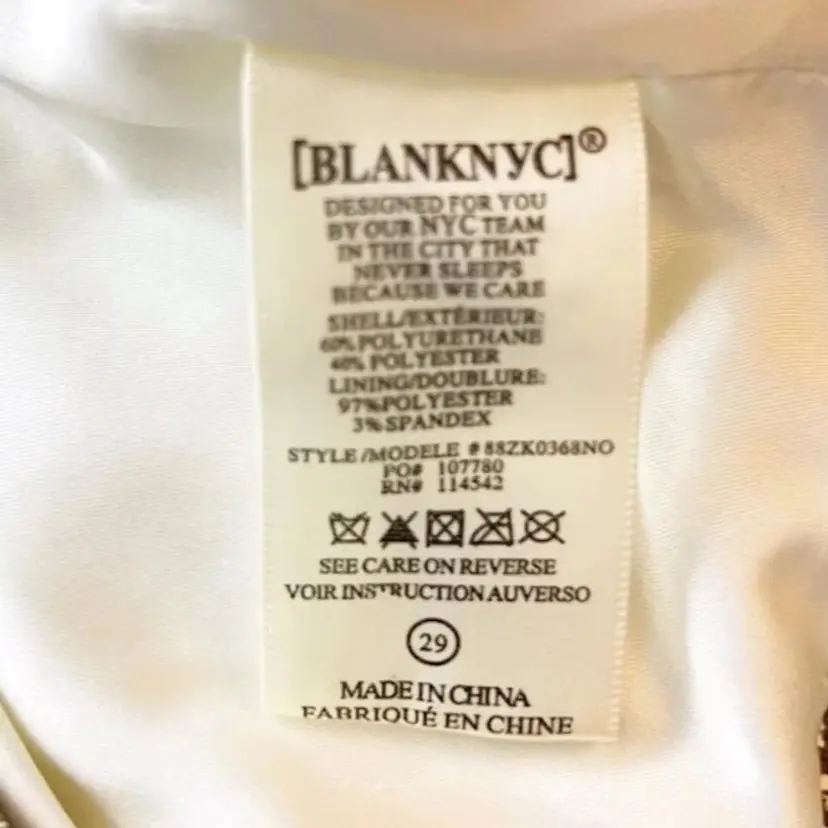 [BLANKNYC]®
DESIGNED FOR YOU
BY OUR NYC TEAM
IN THE CITY THAT
NEVER SLEEPS
BECAUSE WE CARE
SHELL/EXTÉRIEUR:
60% POLYURETHANE
40% POLYESTER
LINING/DOUBLURE:
97%POLYESTER
3% SPANDEX
STYLE/MODELE #88ZK0368NO
PO# 107780
RN# 114542
SEE CARE ON REVERSE
VOIR INSTRUCTION AUVERSO
29
MADE IN CHINA
FABRIQUÉ EN CHINE